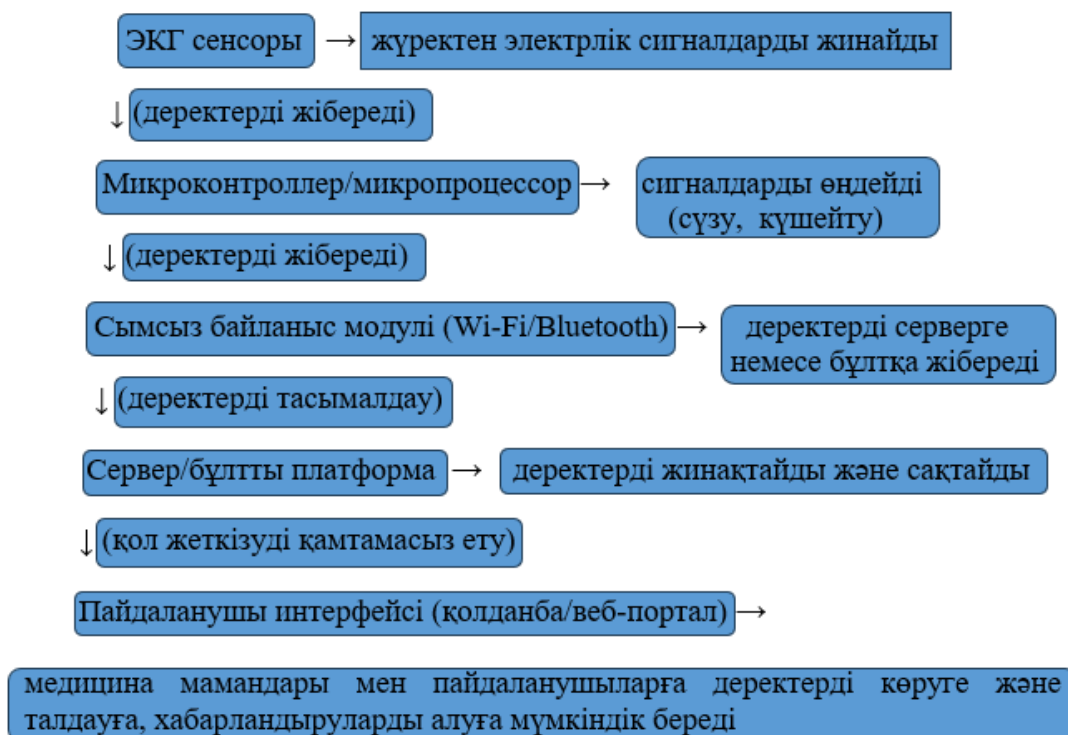 ЭКГ сенсоры → жүректен электрлік сигналдарды жинайды
↓ (деректерді жібереді)
Микроконтроллер/микропроцессор → сигналдарды өңдейді
(сүзу, күшейту)
↓ (деректерді жібереді)
Сымсыз байланыс модулі (Wi-Fi/Bluetooth) → деректерді серверге
немесе бұлтқа жібереді
↓ (деректерді тасымалдау)
Сервер/бұлтты платформа → деректерді жинақтайды және сақтайды
↓ (қол жеткізуді қамтамасыз ету)
Пайдаланушы интерфейсі (қолданба/веб-портал) →
медицина мамандары мен пайдаланушыларға деректерді көруге және
талдауға, хабарландыруларды алуға мүмкіндік береді